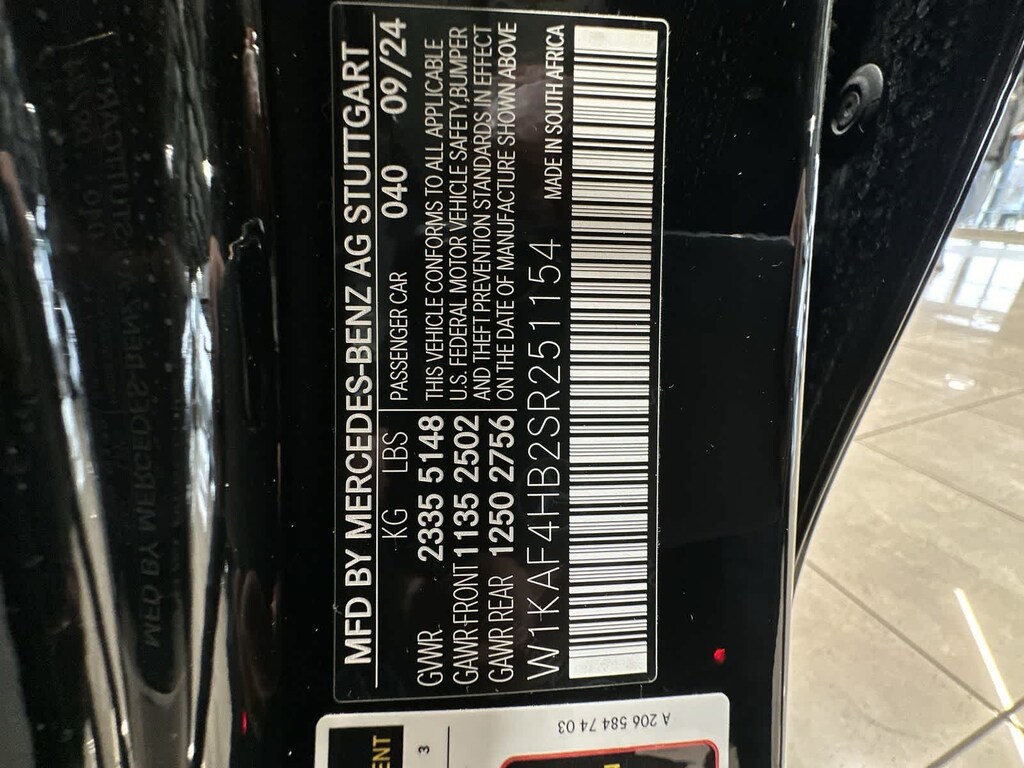 MFD BY MERCEDES-BENZ AG STUTTGART
KG LBS PASSENGER CAR 040 09/24
GVWR 2335 5148
GAWR FRONT 1135 2502
GAWR REAR 1250 2756
THIS VEHICLE CONFORMS TO ALL APPLICABLE
U.S. FEDERAL MOTOR VEHICLE SAFETY,BUMPER
AND THEFT PREVENTION STANDARDS IN EFFECT
ON THE DATE OF MANUFACTURE SHOWN ABOVE
W1KAF4HB2SR251154 MADE IN SOUTH AFRICA
A 206 584 74 03
3